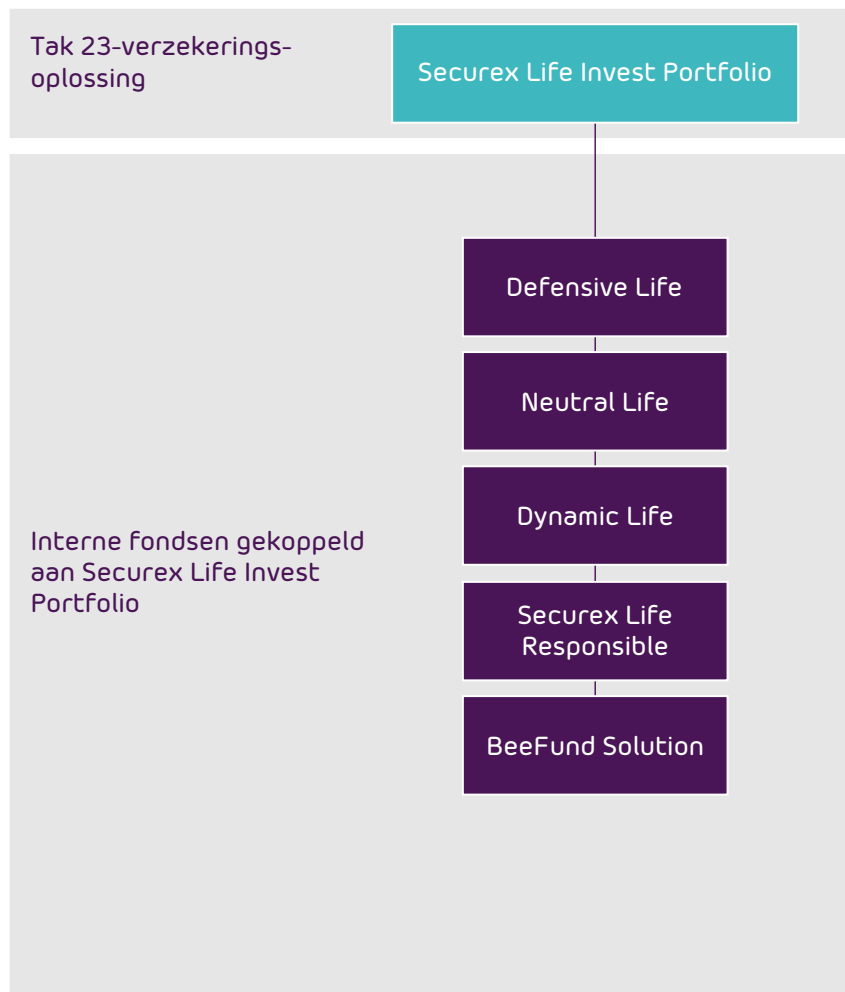 Tak 23-verzekerings-
oplossing
Securex Life Invest Portfolio
Defensive Life
Neutral Life
Dynamic Life
Interne fondsen gekoppeld
aan Securex Life Invest
Portfolio
Securex Life
Responsible
BeeFund Solution